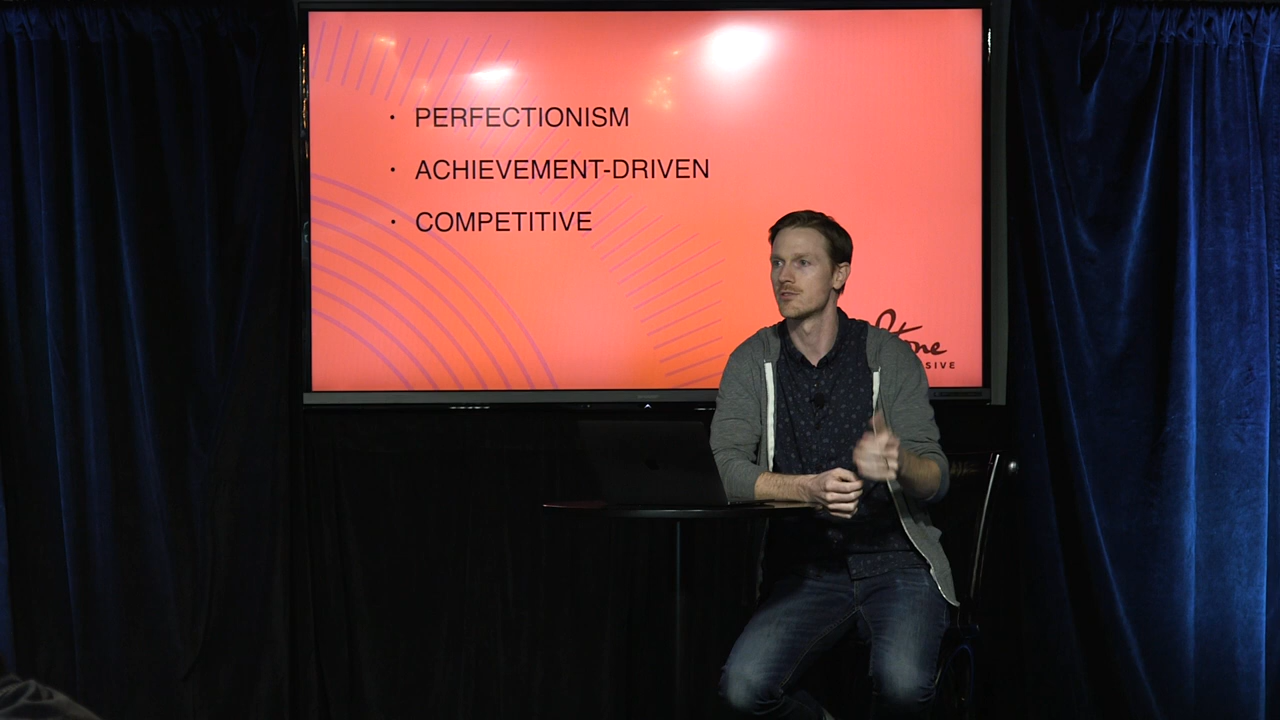 • PERFECTIONISM
• ACHIEVEMENT-DRIVEN
• COMPETITIVE